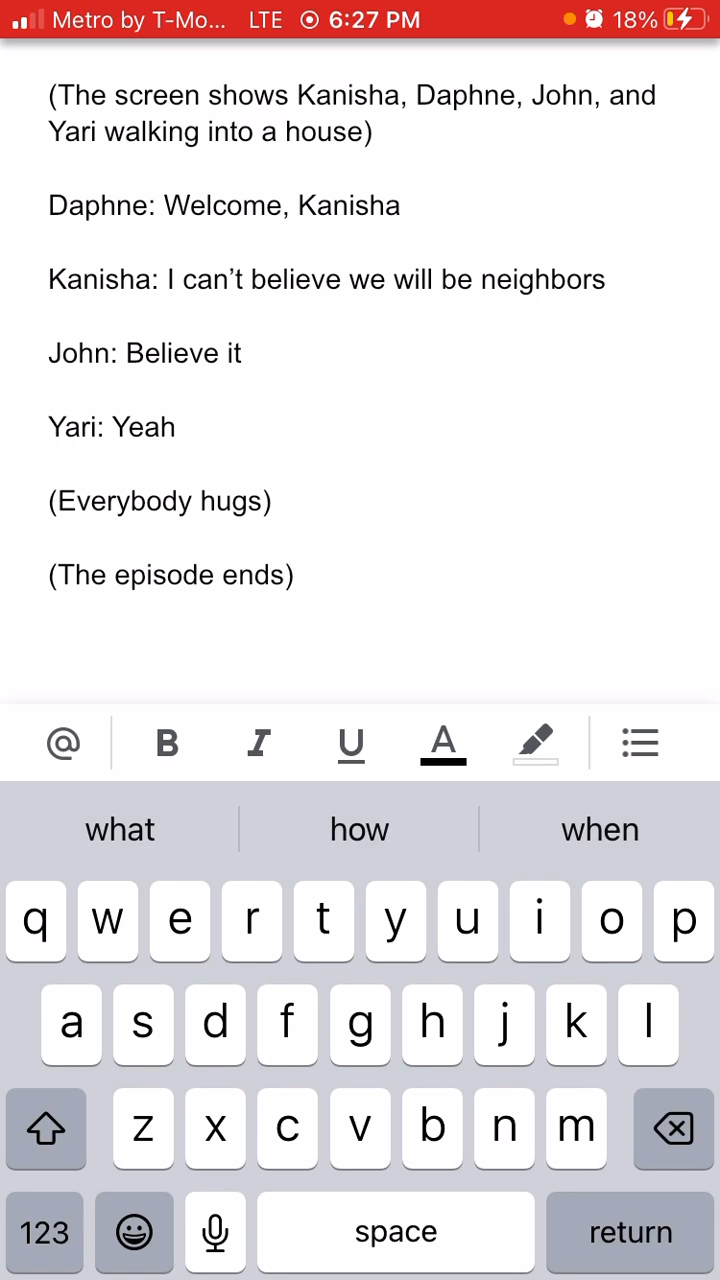 Metro by T-Mo... LTE 6:27 PM 18%
(The screen shows Kanisha, Daphne, John, and
Yari walking into a house)
Daphne: Welcome, Kanisha
Kanisha: I can’t believe we will be neighbors
John: Believe it
Yari: Yeah
(Everybody hugs)
(The episode ends)
@ B I U A
what how when
q w e r t y u i o p
a s d f g h j k l
z x c v b n m
123 space return